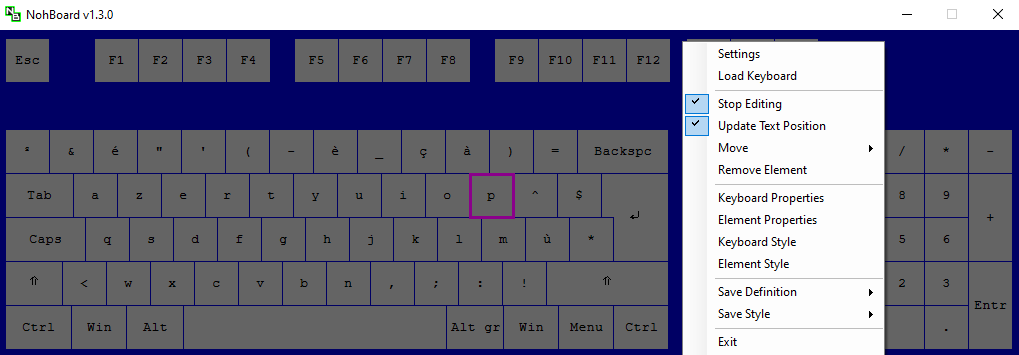 NohBoard v1.3.0
Esc F1 F2 F3 F4 F5 F6 F7 F8 F9 F10 F11 F12
² & é " ' ( - è _ ç à ) = Backspc / * -
Tab a z e r t y u i o p ^ $ 8 9 +
Caps q s d f g h j k l m ù * 5 6
⇧ < w x c v b n , ; : ! ⇧ 2 3 Entr
Ctrl Win Alt Alt gr Win Menu Ctrl .
Settings
Load Keyboard
Stop Editing
Update Text Position
Move
Remove Element
Keyboard Properties
Element Properties
Keyboard Style
Element Style
Save Definition
Save Style
Exit